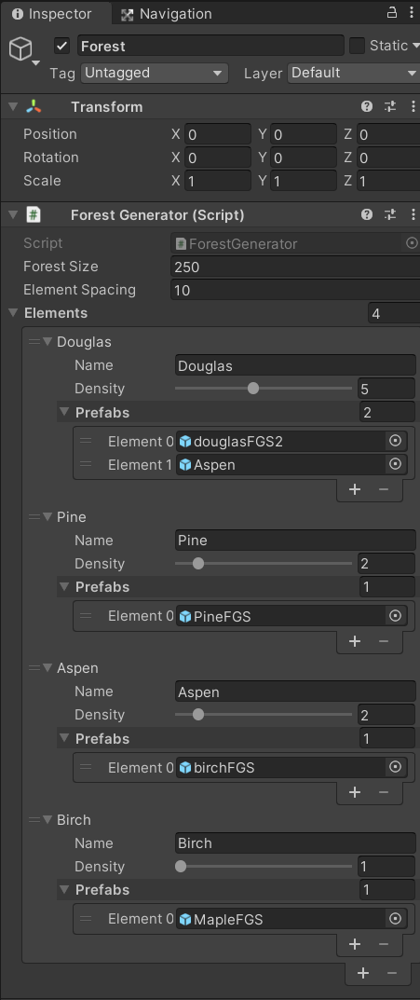 Inspector Navigation
Forest Static
Tag Untagged Layer Default
Transform
Position X 0 Y 0 Z 0
Rotation X 0 Y 0 Z 0
Scale X 1 Y 1 Z 1
# Forest Generator (Script)
Script # ForestGenerator
Forest Size 250
Element Spacing 10
Elements 4
Douglas
Name Douglas
Density 5
Prefabs 2
Element 0 douglasFGS2
Element 1 Aspen
+ −
Pine
Name Pine
Density 2
Prefabs 1
Element 0 PineFGS
+ −
Aspen
Name Aspen
Density 2
Prefabs 1
Element 0 birchFGS
+ −
Birch
Name Birch
Density 1
Prefabs 1
Element 0 MapleFGS
+ −
+ −